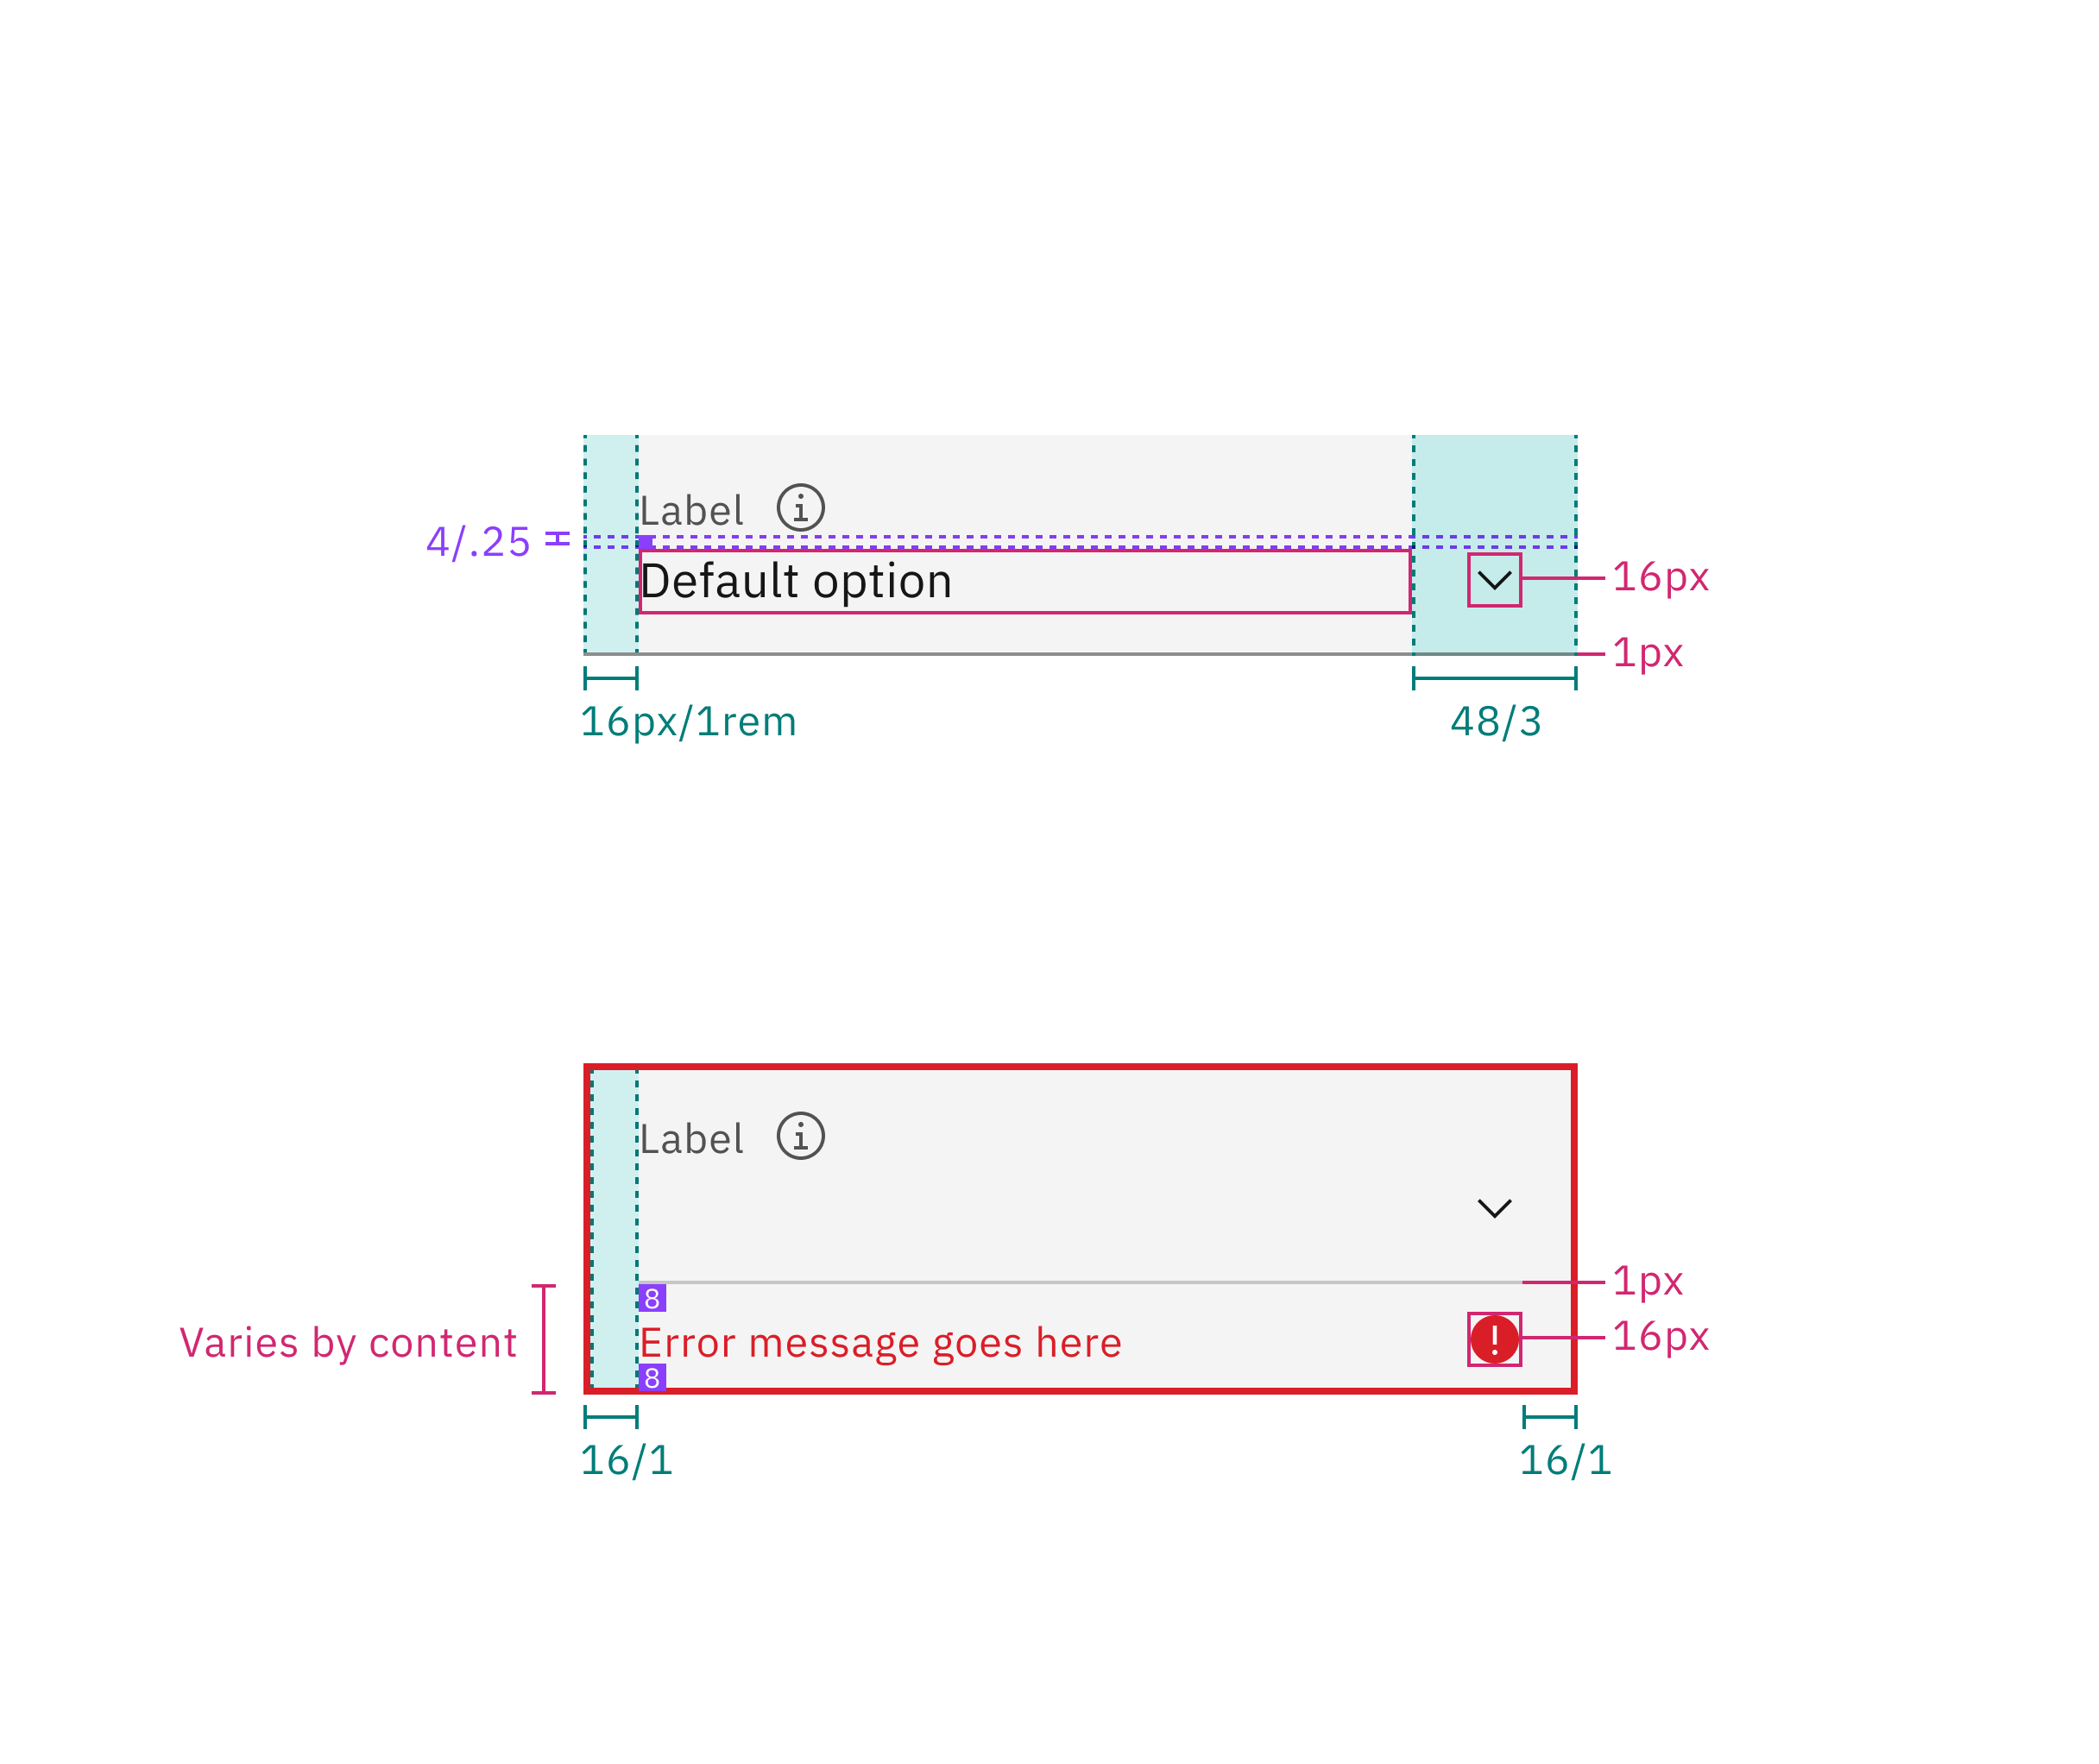 Label
4/.25
Default option
16px
1px
16px/1rem
48/3
Label
1px
8
Varies by content
Error message goes here
16px
8
16/1
16/1